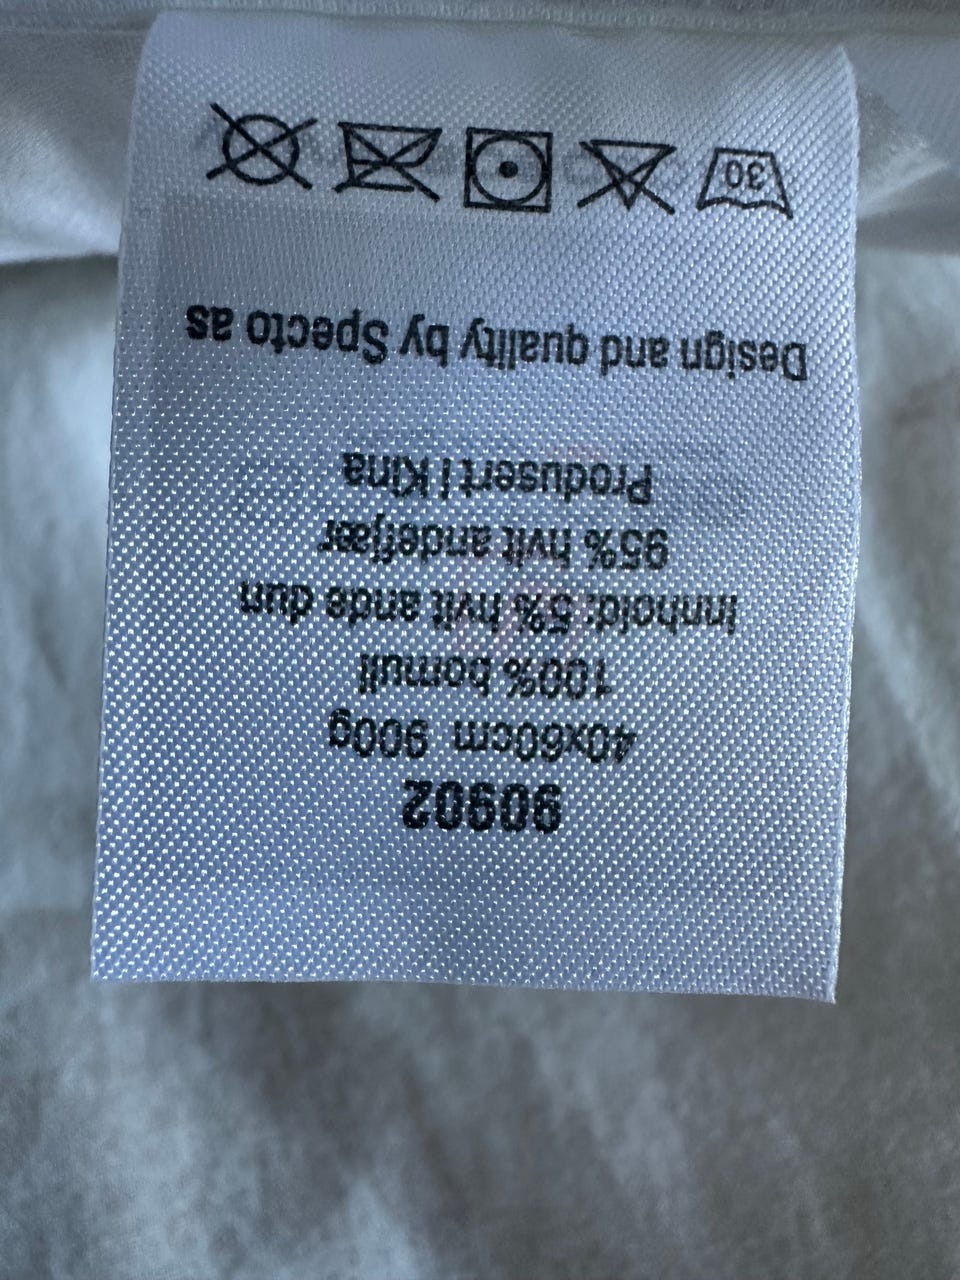 90902
40x60cm 900g
100% bomull
Innhold: 5% hvit ande dun
95% hvit andefjær
Produsert i Kina
Design and quality by Specto as
30